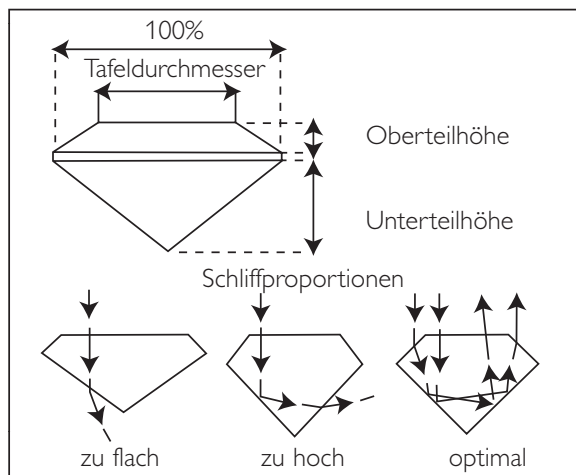 100%
Tafeldurchmesser
Oberteilhöhe
Unterteilhöhe
Schliffproportionen
zu flach zu hoch optimal